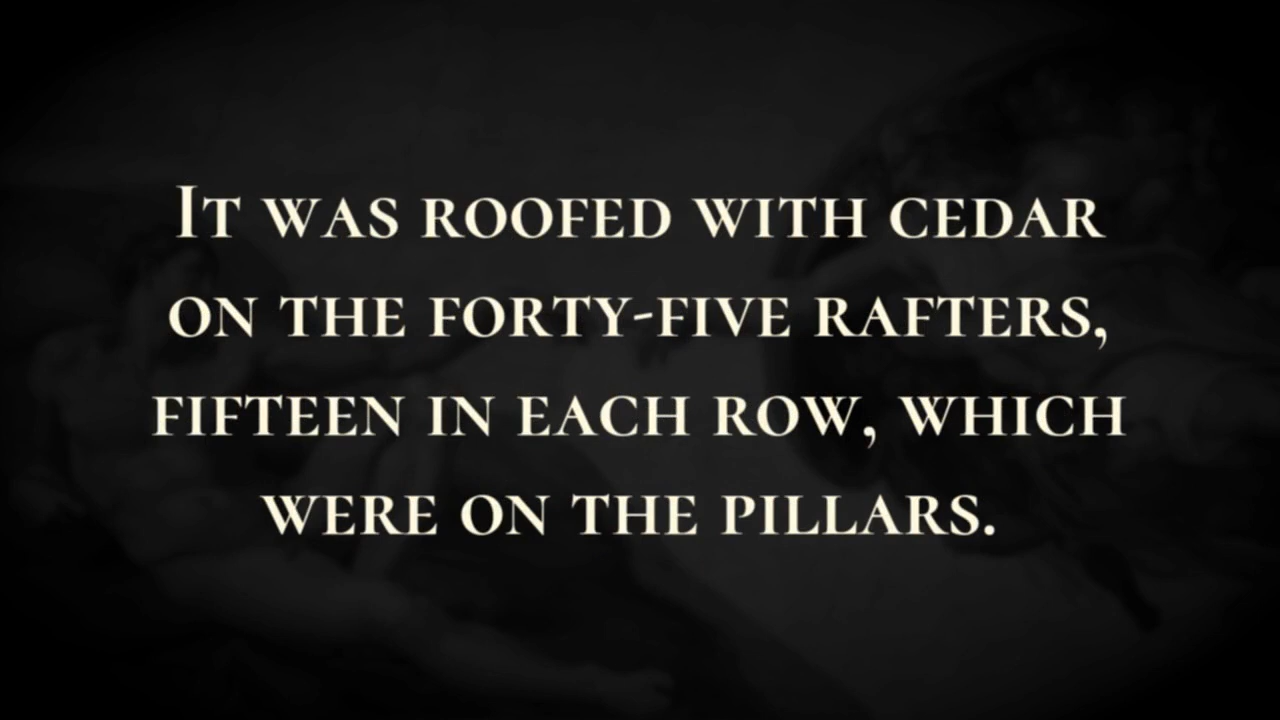 It was roofed with cedar
on the forty-five rafters,
fifteen in each row, which
were on the pillars.